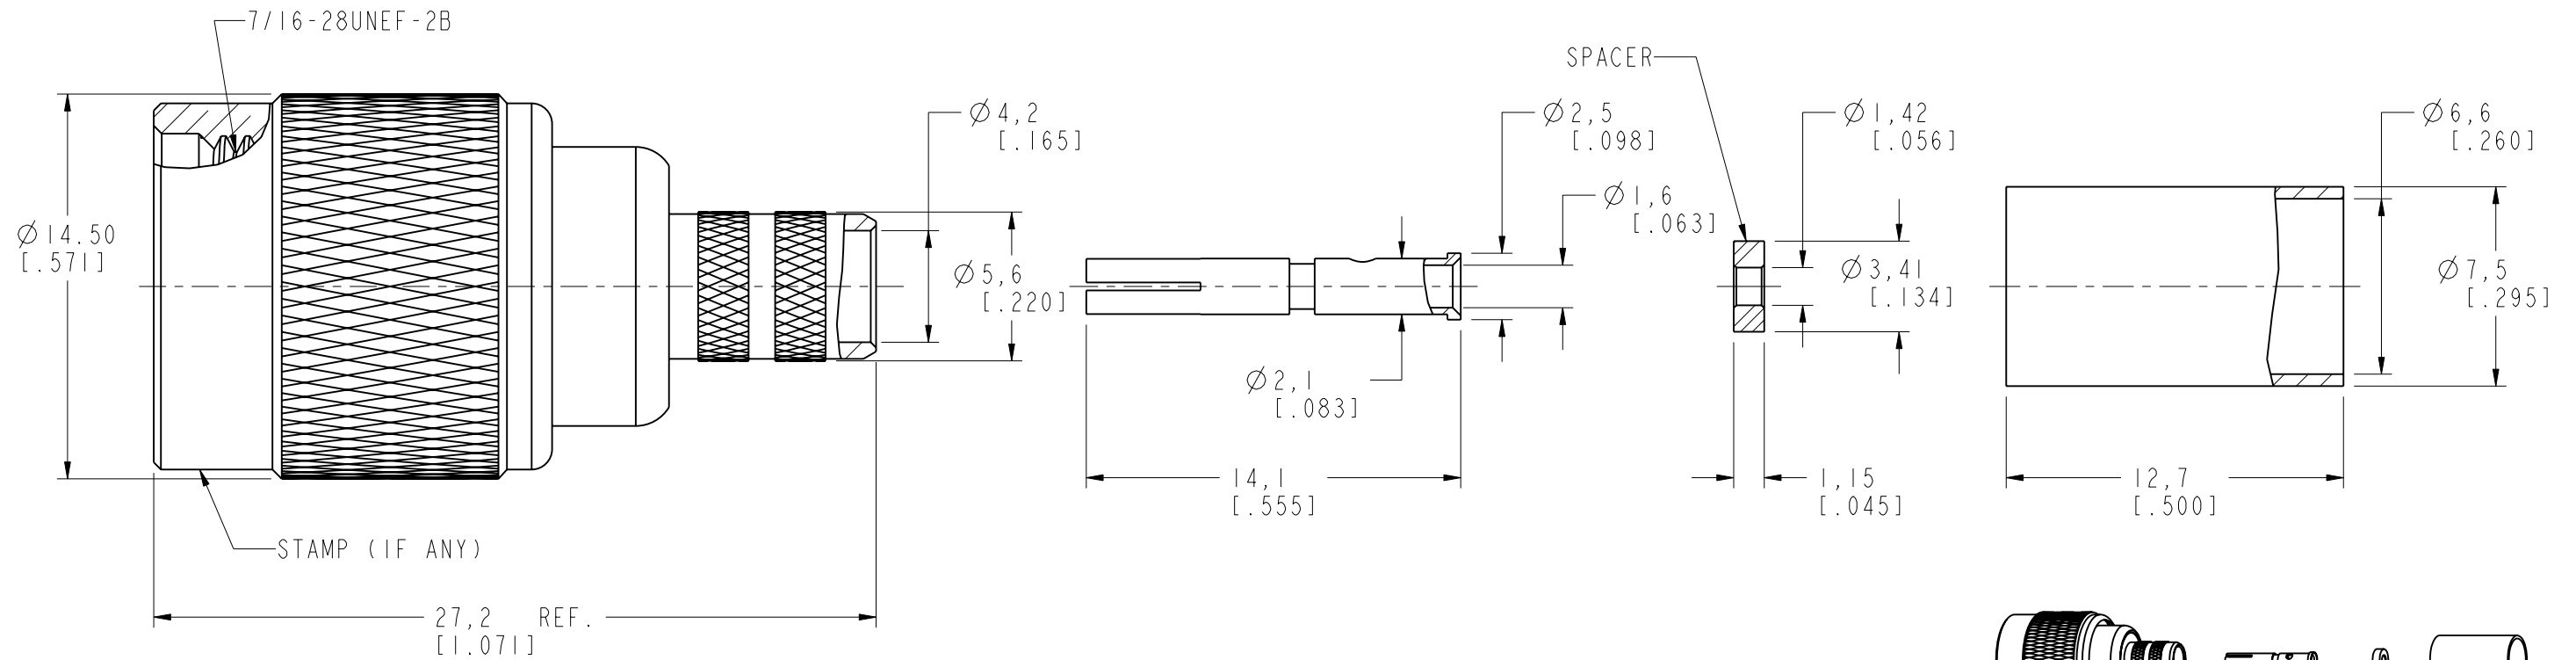 7/16-28UNEF-2B
SPACER
Ø4,2
[.165]
Ø2,5
[.098]
Ø1,42
[.056]
Ø6,6
[.260]
Ø1,6
[.063]
Ø14.50
[.571]
Ø5,6
[.220]
Ø3,41
[.134]
Ø7,5
[.295]
Ø2,1
[.083]
14,1
[.555]
1,15
[.045]
12,7
[.500]
STAMP (IF ANY)
27,2 REF.
[1,071]